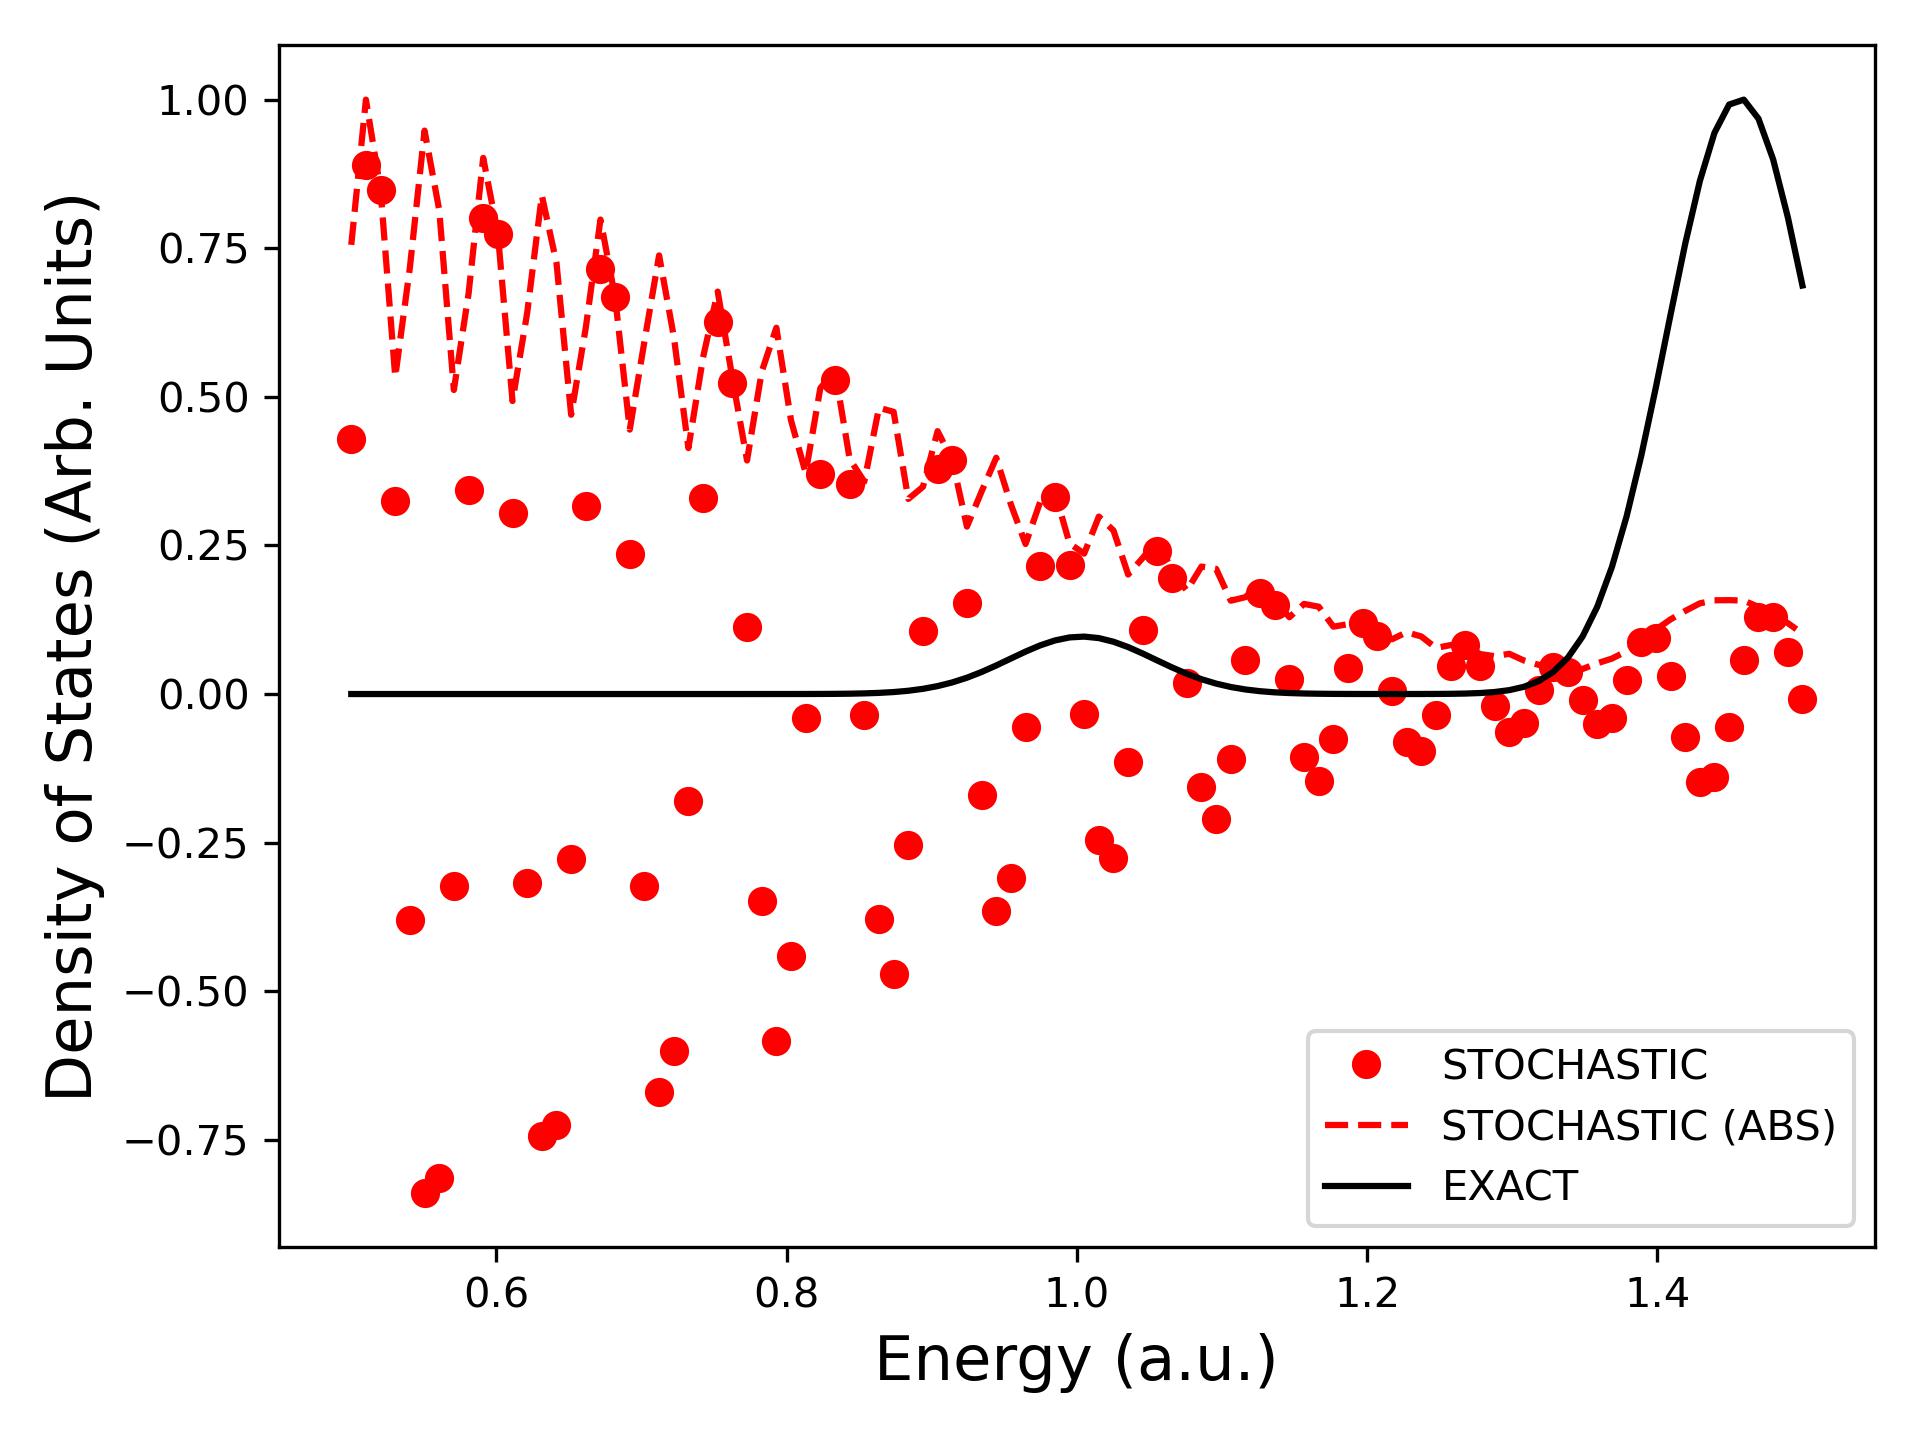 1.00
0.75
0.50
0.25
0.00
−0.25
−0.50
−0.75
Density of States (Arb. Units)
STOCHASTIC
STOCHASTIC (ABS)
EXACT
0.6 0.8 1.0 1.2 1.4
Energy (a.u.)